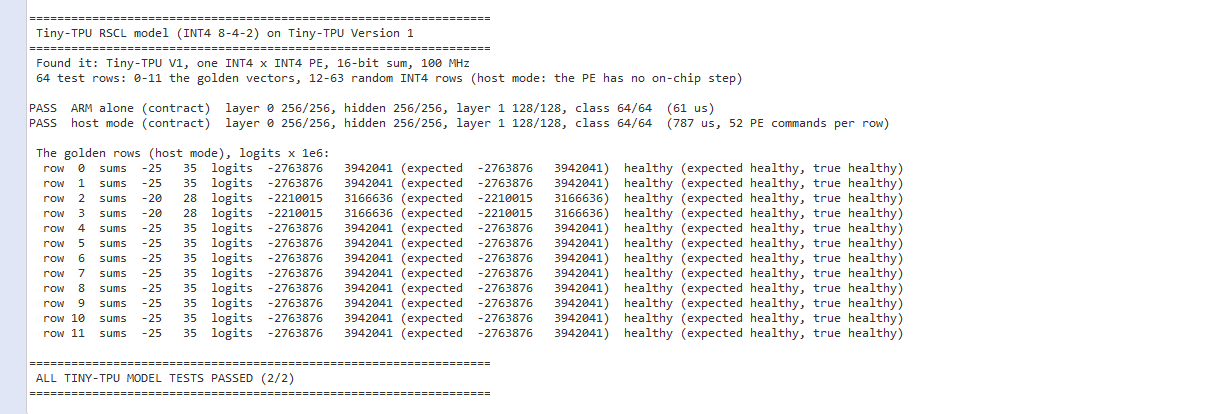 ==================================================================
Tiny-TPU RSCL model (INT4 8-4-2) on Tiny-TPU Version 1
==================================================================
Found it: Tiny-TPU V1, one INT4 x INT4 PE, 16-bit sum, 100 MHz
64 test rows: 0-11 the golden vectors, 12-63 random INT4 rows (host mode: the PE has no on-chip step)
PASS  ARM alone (contract)  layer 0 256/256, hidden 256/256, layer 1 128/128, class 64/64  (61 us)
PASS  host mode (contract)  layer 0 256/256, hidden 256/256, layer 1 128/128, class 64/64  (787 us, 52 PE commands per row)
The golden rows (host mode), logits x 1e6:
row  0  sums  -25   35  logits  -2763876   3942041 (expected  -2763876   3942041)  healthy (expected healthy, true healthy)
row  1  sums  -25   35  logits  -2763876   3942041 (expected  -2763876   3942041)  healthy (expected healthy, true healthy)
row  2  sums  -20   28  logits  -2210015   3166636 (expected  -2210015   3166636)  healthy (expected healthy, true healthy)
row  3  sums  -20   28  logits  -2210015   3166636 (expected  -2210015   3166636)  healthy (expected healthy, true healthy)
row  4  sums  -25   35  logits  -2763876   3942041 (expected  -2763876   3942041)  healthy (expected healthy, true healthy)
row  5  sums  -25   35  logits  -2763876   3942041 (expected  -2763876   3942041)  healthy (expected healthy, true healthy)
row  6  sums  -25   35  logits  -2763876   3942041 (expected  -2763876   3942041)  healthy (expected healthy, true healthy)
row  7  sums  -25   35  logits  -2763876   3942041 (expected  -2763876   3942041)  healthy (expected healthy, true healthy)
row  8  sums  -25   35  logits  -2763876   3942041 (expected  -2763876   3942041)  healthy (expected healthy, true healthy)
row  9  sums  -25   35  logits  -2763876   3942041 (expected  -2763876   3942041)  healthy (expected healthy, true healthy)
row 10  sums  -25   35  logits  -2763876   3942041 (expected  -2763876   3942041)  healthy (expected healthy, true healthy)
row 11  sums  -25   35  logits  -2763876   3942041 (expected  -2763876   3942041)  healthy (expected healthy, true healthy)
==================================================================
ALL TINY-TPU MODEL TESTS PASSED (2/2)
==================================================================